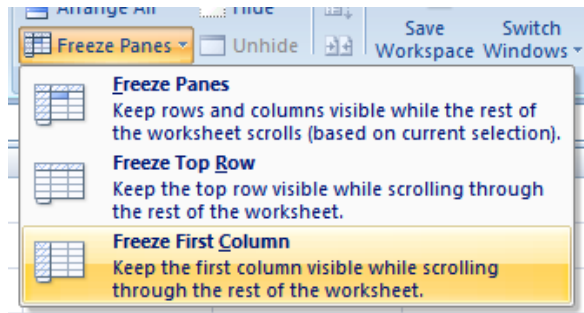 Arrange All Hide
Save Switch
Freeze Panes Unhide Workspace Windows
Freeze Panes
Keep rows and columns visible while the rest of
the worksheet scrolls (based on current selection).
Freeze Top Row
Keep the top row visible while scrolling through
the rest of the worksheet.
Freeze First Column
Keep the first column visible while scrolling
through the rest of the worksheet.